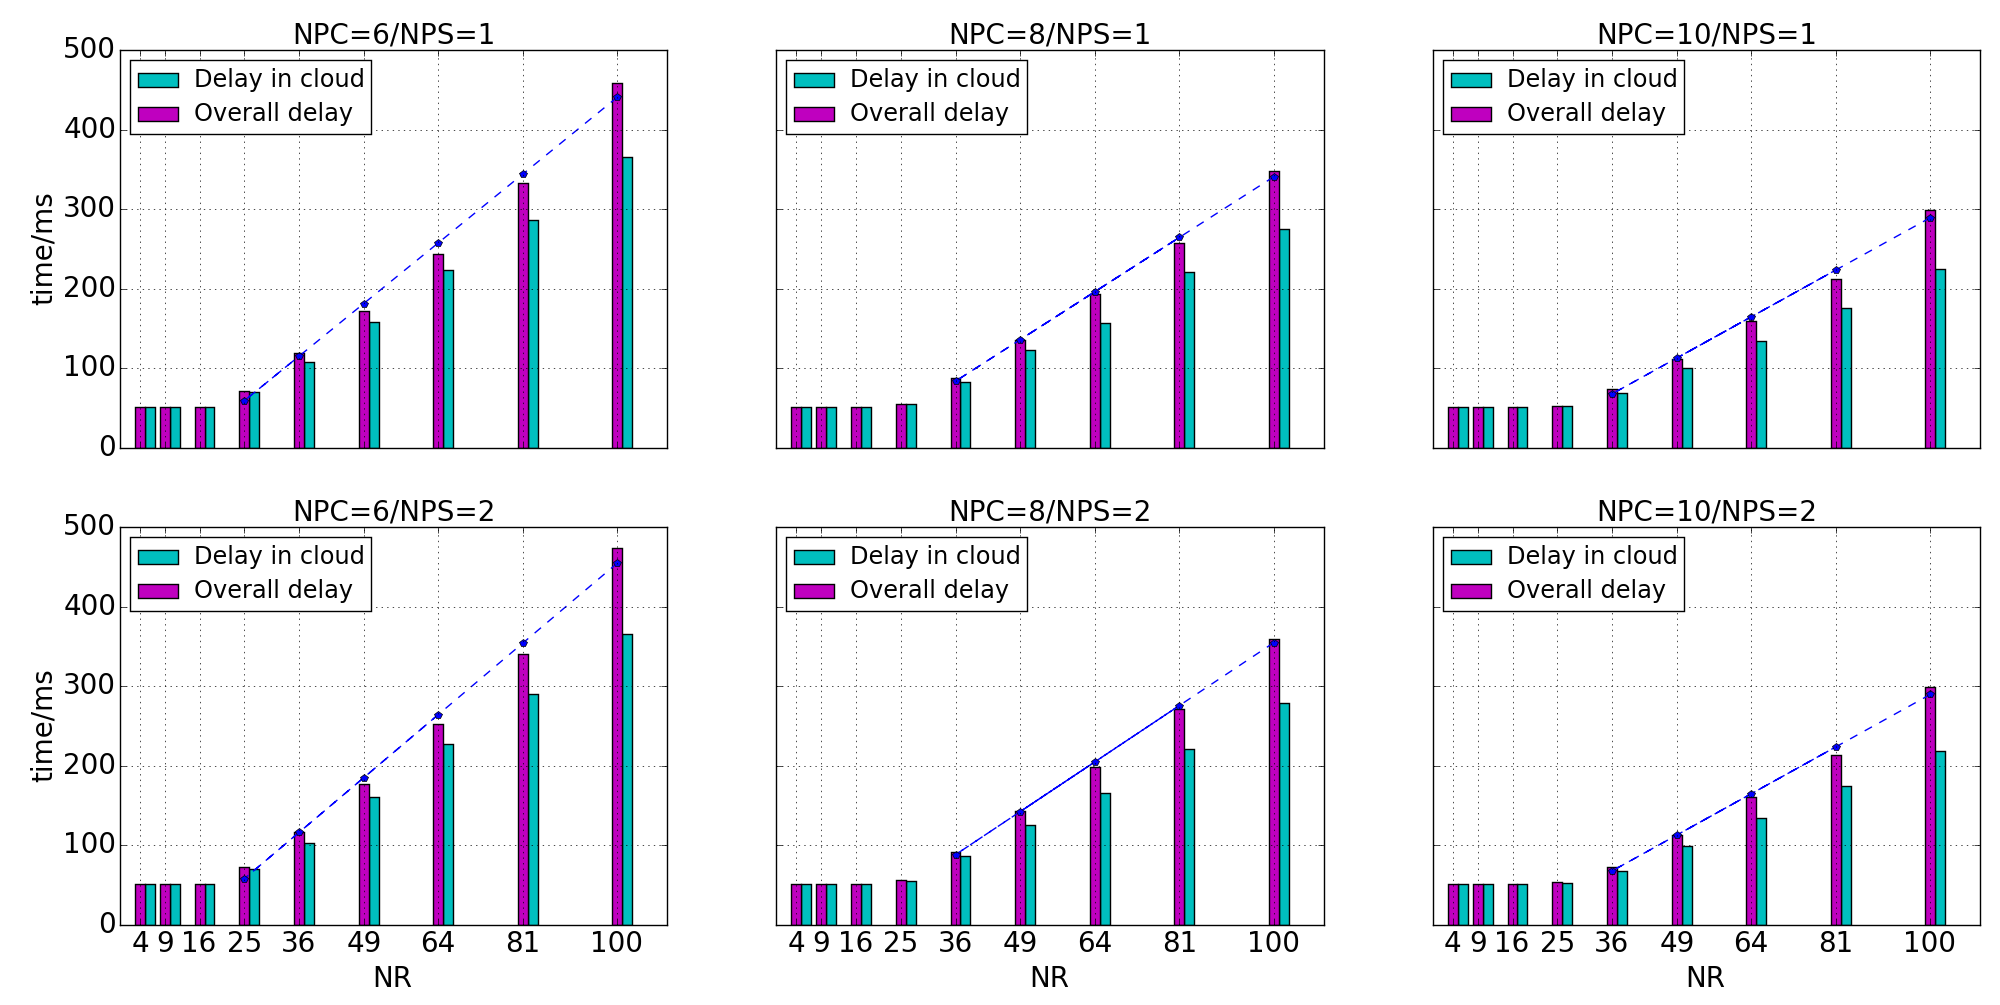 NPC=6/NPS=1
NPC=8/NPS=1
NPC=10/NPS=1
500
400
300
200
100
0
time/ms
Delay in cloud
Overall delay
Delay in cloud
Overall delay
Delay in cloud
Overall delay
NPC=6/NPS=2
NPC=8/NPS=2
NPC=10/NPS=2
500
400
300
200
100
0
time/ms
Delay in cloud
Overall delay
Delay in cloud
Overall delay
Delay in cloud
Overall delay
4 9 16 25 36 49 64 81 100
4 9 16 25 36 49 64 81 100
4 9 16 25 36 49 64 81 100
NR
NR
NR